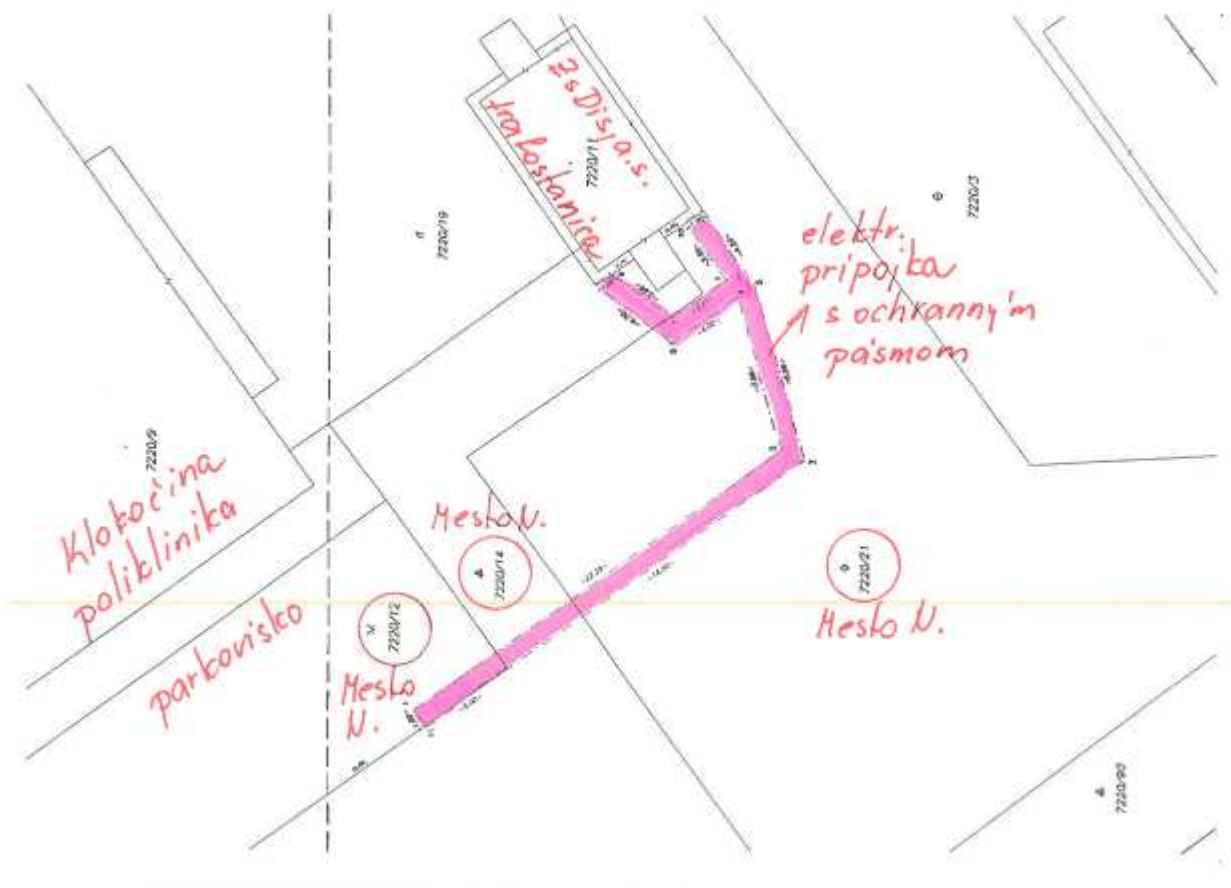 ZsDis, a.s.
trafostanica
7220/11
7220/19
7220/3
elektr.
prípojka
s ochranným
pásmom
7220/9
Klokočina
poliklinika
parkovisko
Mesto N.
7220/14
7220/12
Mesto
N.
7220/21
Mesto N.
7220/90